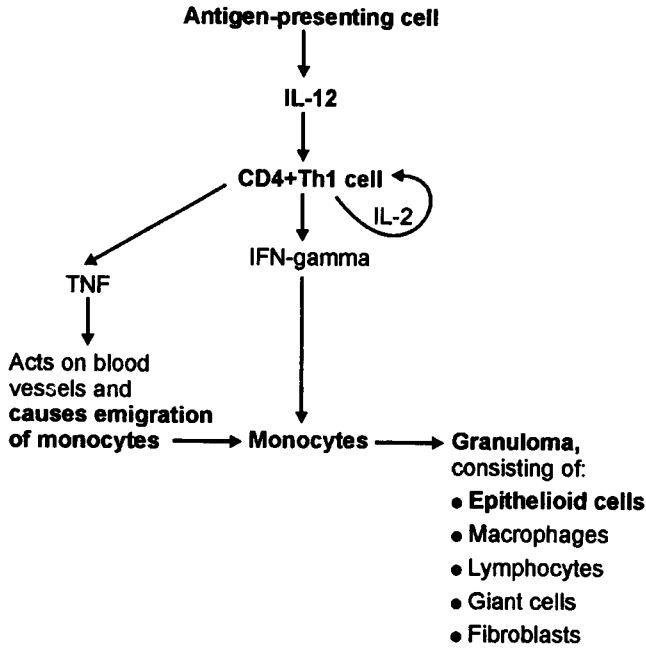 Antigen-presenting cell
IL-12
CD4+Th1 cell
IL-2
IFN-gamma
TNF
Acts on blood
vessels and
causes emigration
of monocytes
Monocytes
Granuloma,
consisting of:
• Epithelioid cells
• Macrophages
• Lymphocytes
• Giant cells
• Fibroblasts